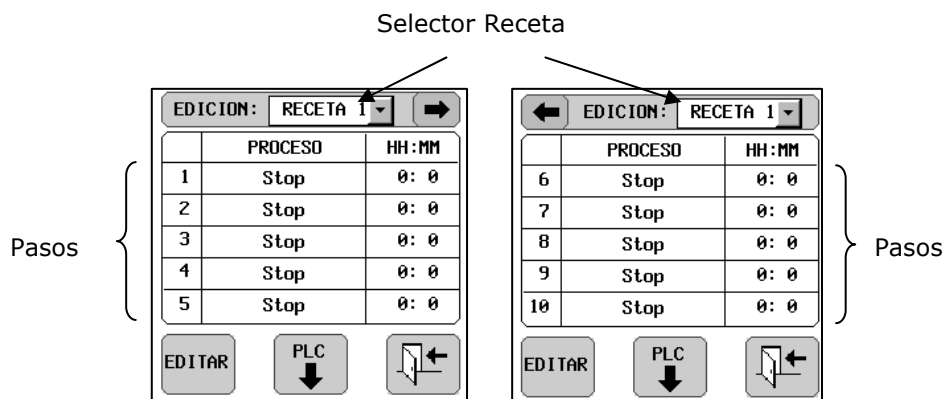 Selector Receta
EDICION: RECETA 1
PROCESO HH:MM
1 Stop 0: 0
2 Stop 0: 0
3 Stop 0: 0
4 Stop 0: 0
5 Stop 0: 0
EDITAR PLC
Pasos
EDICION: RECETA 1
PROCESO HH:MM
6 Stop 0: 0
7 Stop 0: 0
8 Stop 0: 0
9 Stop 0: 0
10 Stop 0: 0
EDITAR PLC
Pasos